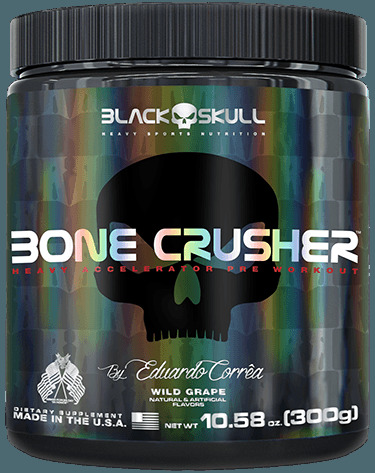 BLACK SKULL
HEAVY SPORTS NUTRITION
BONE CRUSHER™
HEAVY ACCELERATOR PRE WORKOUT
By Eduardo Corrêa
WILD GRAPE
NATURAL & ARTIFICIAL
FLAVORS
DIETARY SUPPLEMENT
MADE IN THE U.S.A.
NET WT 10.58 oz.(300g)